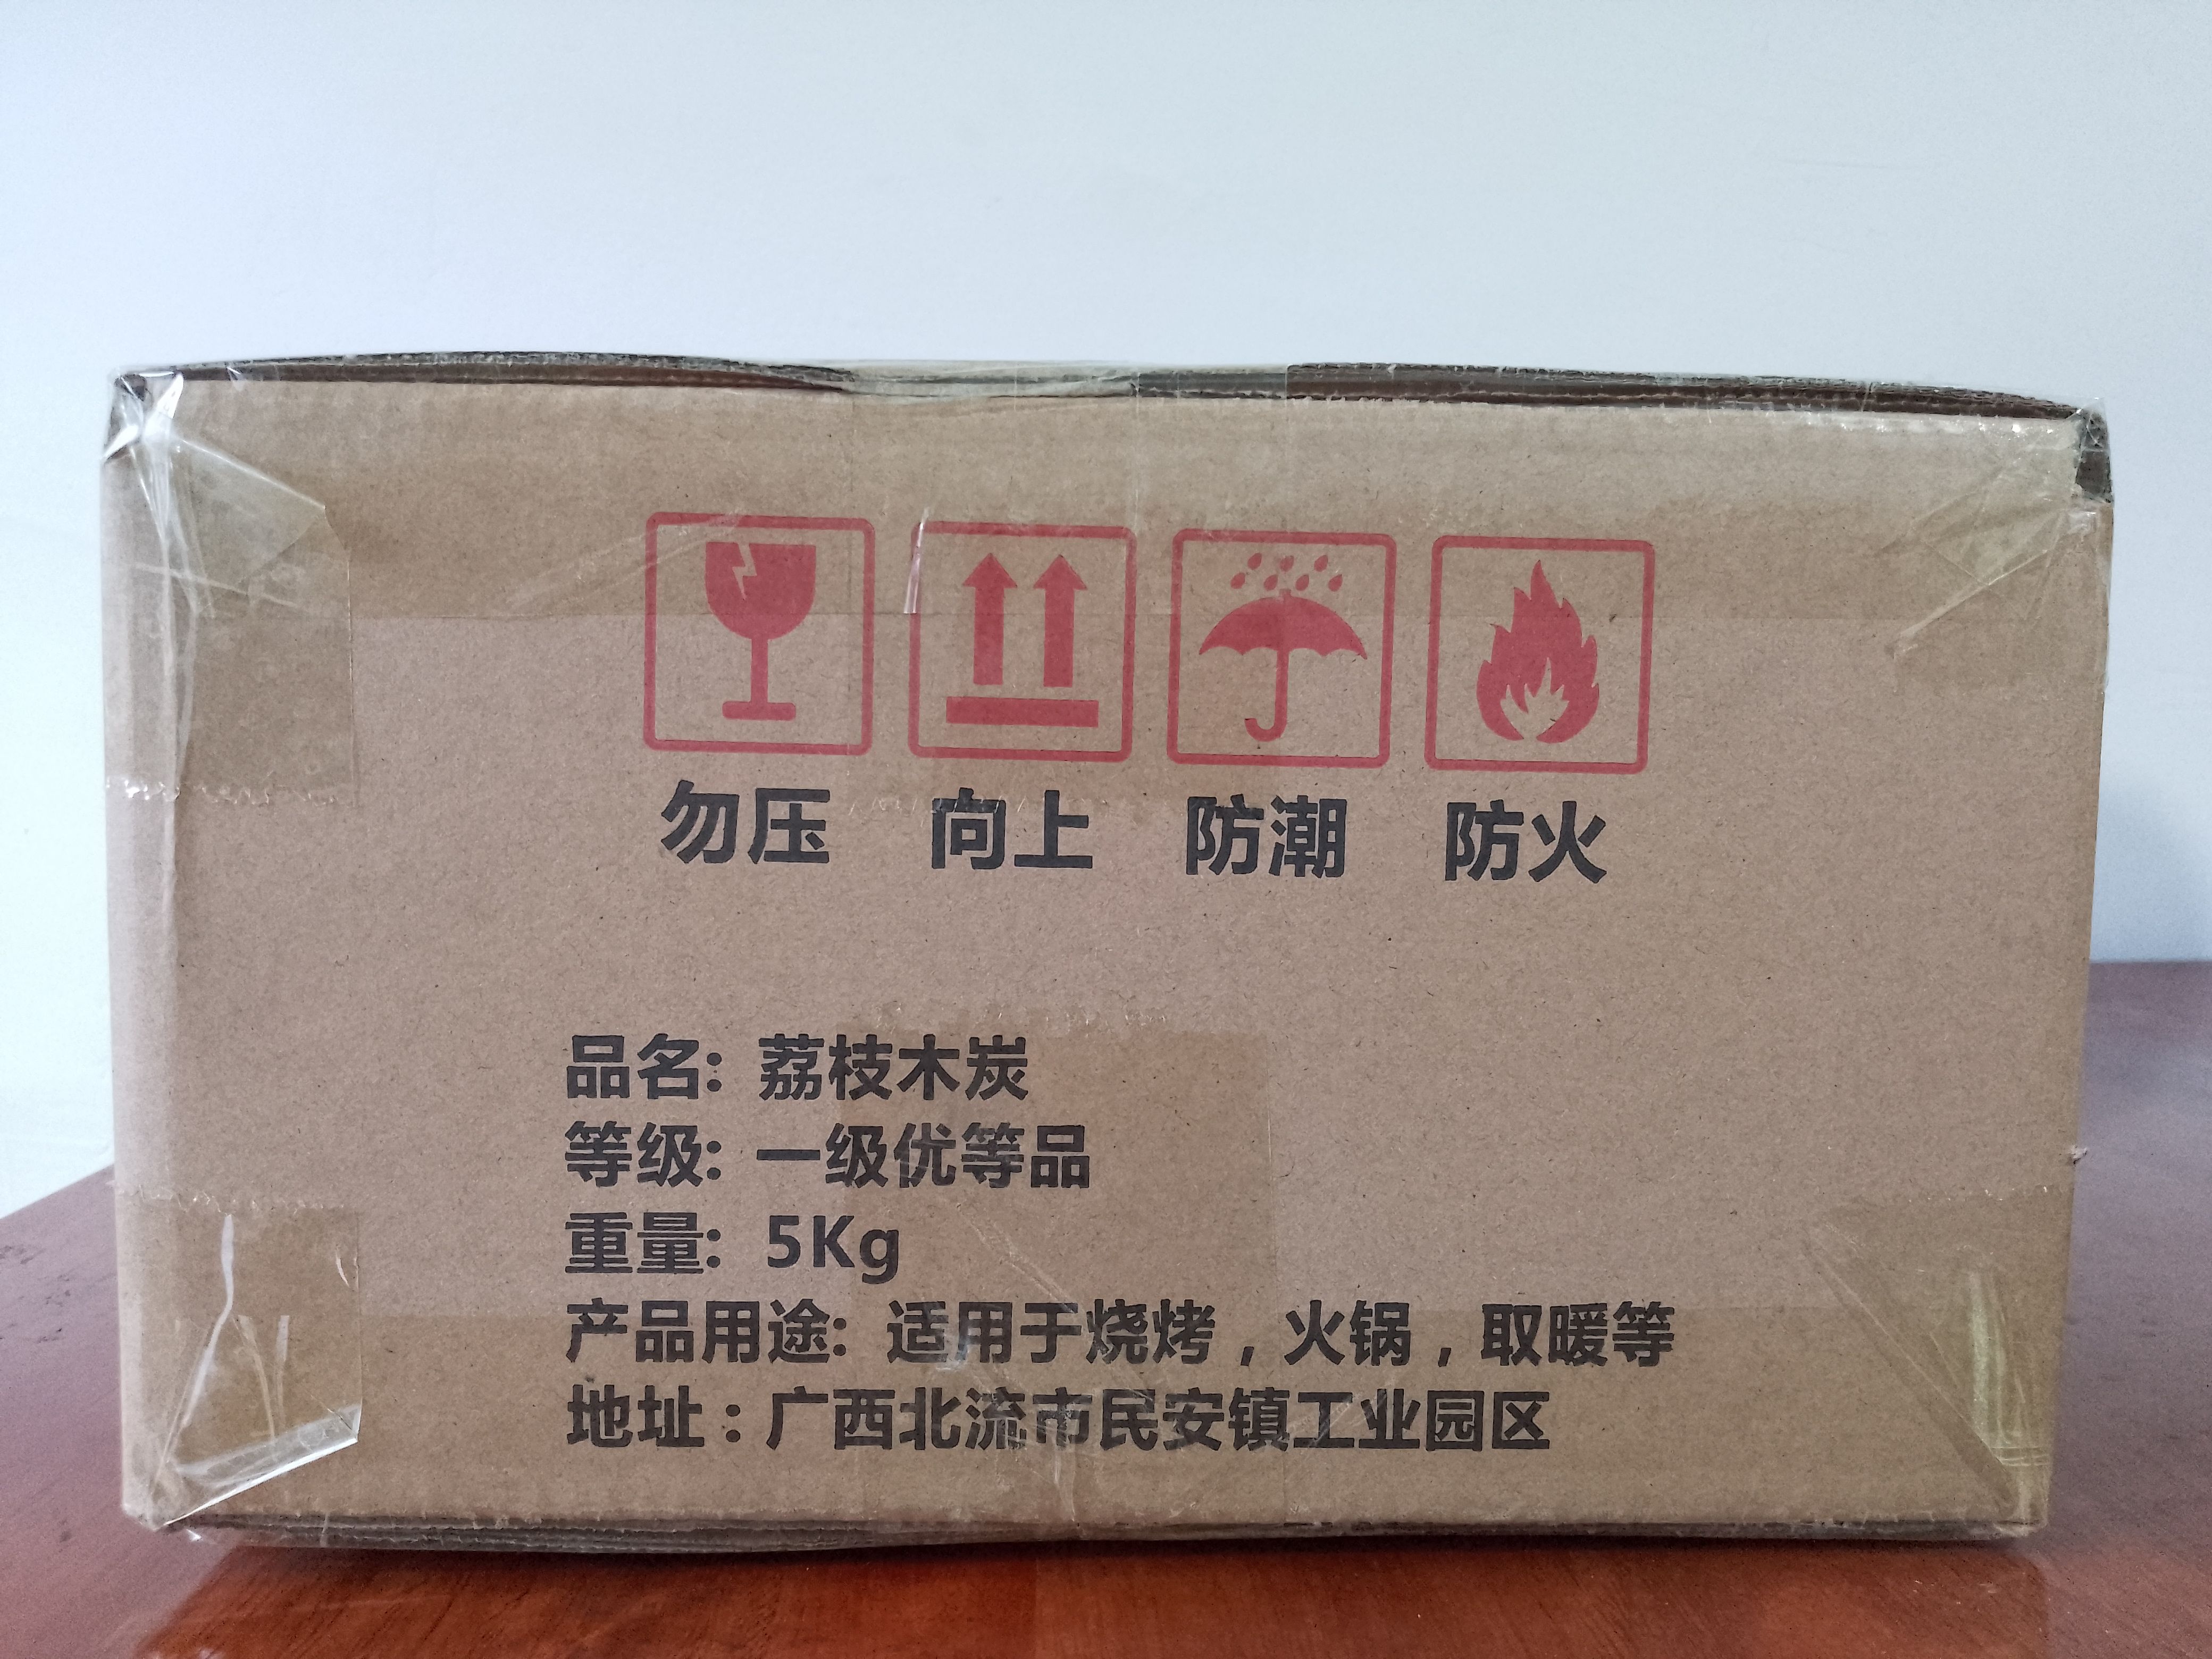 勿压 向上 防潮 防火
品名: 荔枝木炭
等级: 一级优等品
重量: 5Kg
产品用途: 适用于烧烤，火锅，取暖等
地址：广西北流市民安镇工业园区